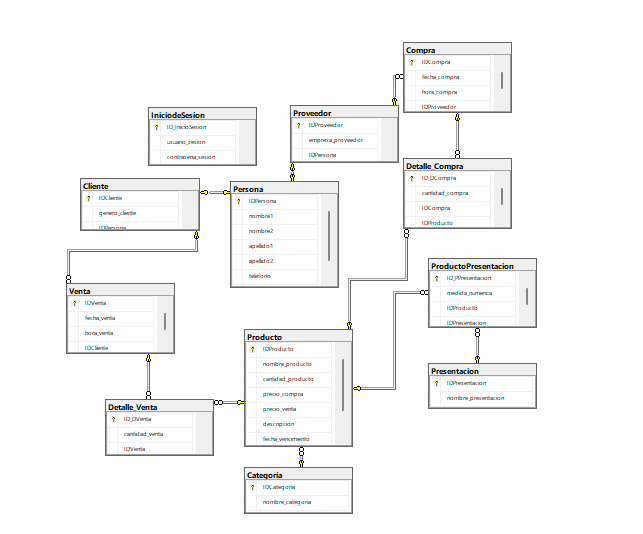 Compra
IDCompra
fecha_compra
hora_compra
IDProveedor
IniciodeSesion
ID_InicioSesion
usuario_sesion
contrasena_sesion
Proveedor
IDProveedor
empresa_proveedor
IDPersona
Detalle_Compra
ID_DCompra
cantidad_compra
IDCompra
IDProducto
Cliente
IDCliente
genero_cliente
IDPersona
Persona
IDPersona
nombre1
nombre2
apellido1
apellido2
telefono
ProductoPresentacion
ID_PPresentacion
medida_numerica
IDProducto
IDPresentacion
Venta
IDVenta
fecha_venta
hora_venta
IDCliente
Producto
IDProducto
nombre_producto
cantidad_producto
precio_compra
precio_venta
descripcion
fecha_vencimiento
Presentacion
IDPresentacion
nombre_presentacion
Detalle_Venta
ID_DVenta
cantidad_venta
IDVenta
Categoria
IDCategoria
nombre_categoria